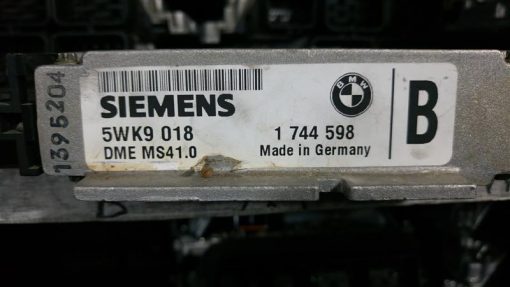 1395204
SIEMENS
5WK9 018
DME MS41.0
BMW
1 744 598
Made in Germany
B